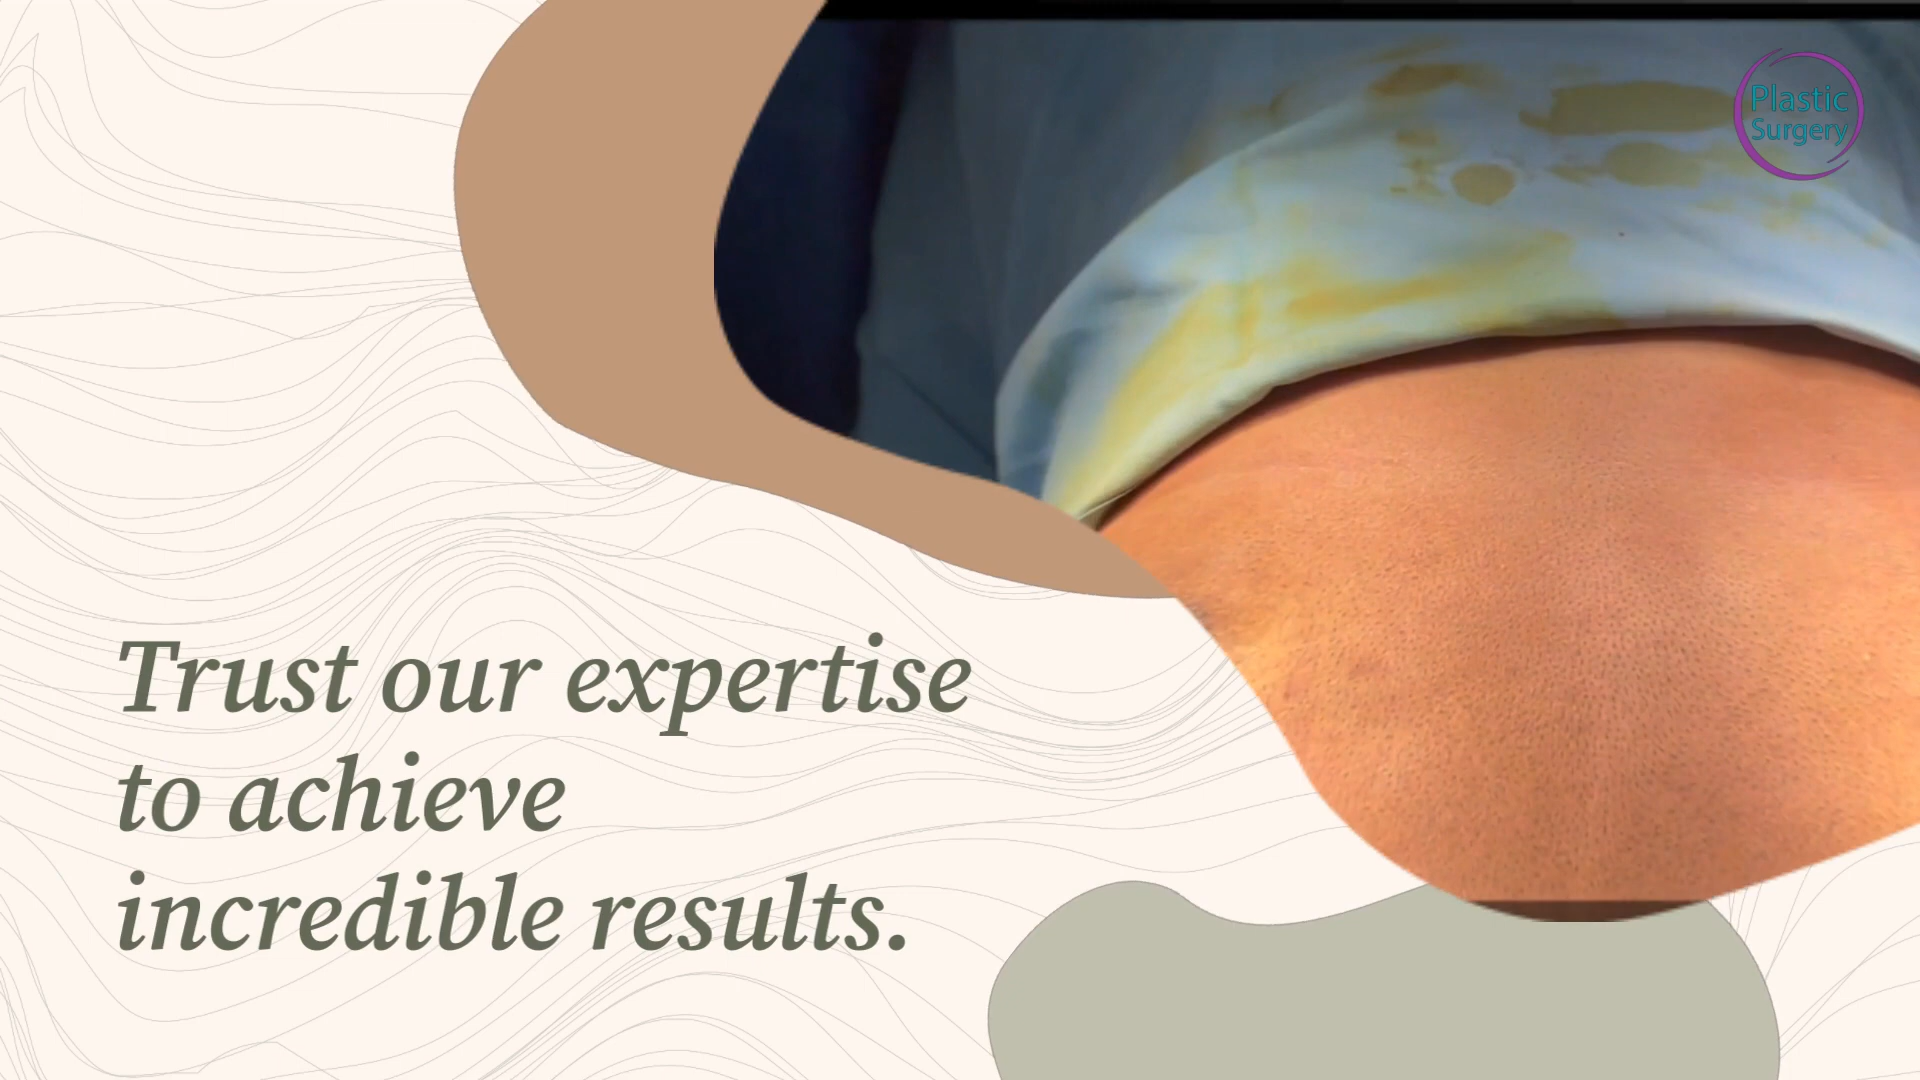 Plastic
Surgery
Trust our expertise
to achieve
incredible results.